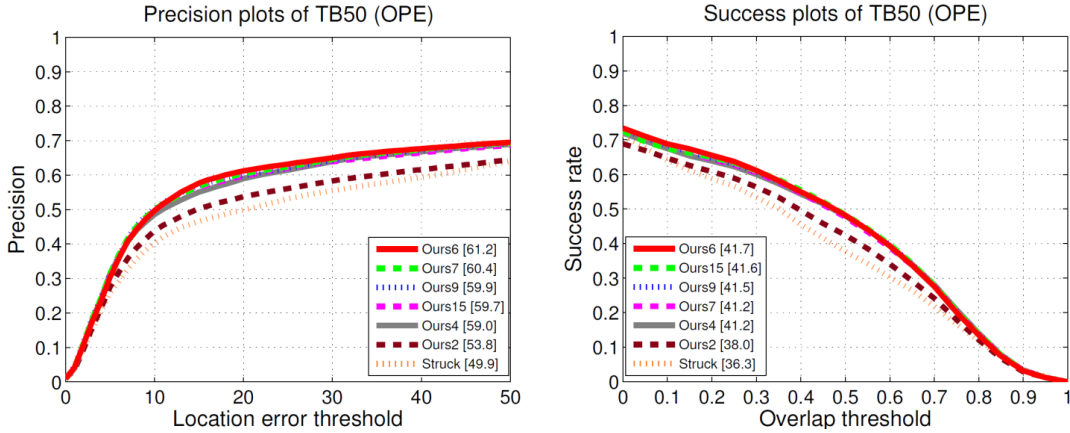 Precision plots of TB50 (OPE)
1
0.9
0.8
0.7
0.6
0.5
0.4
0.3
0.2
0.1
0
Precision
Ours6 [61.2]
Ours7 [60.4]
Ours9 [59.9]
Ours15 [59.7]
Ours4 [59.0]
Ours2 [53.8]
Struck [49.9]
0 10 20 30 40 50
Location error threshold
Success plots of TB50 (OPE)
1
0.9
0.8
0.7
0.6
0.5
0.4
0.3
0.2
0.1
0
Success rate
Ours6 [41.7]
Ours15 [41.6]
Ours9 [41.5]
Ours7 [41.2]
Ours4 [41.2]
Ours2 [38.0]
Struck [36.3]
0 0.1 0.2 0.3 0.4 0.5 0.6 0.7 0.8 0.9 1
Overlap threshold